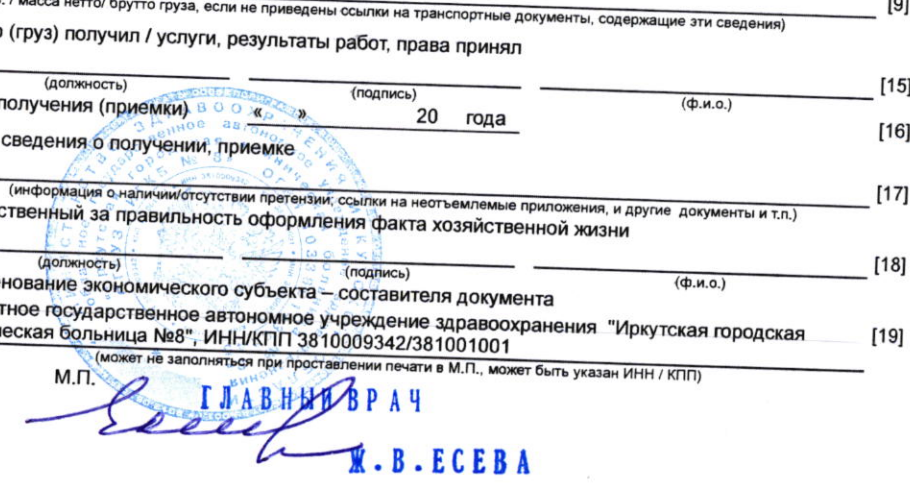 масса нетто/ брутто груза, если не приведены ссылки на транспортные документы, содержащие эти сведения) [9]
(груз) получил / услуги, результаты работ, права принял
(должность) (подпись) (ф.и.о.) [15]
получения (приемки) « » 20 года [16]
сведения о получении, приемке
(информация о наличии/отсутствии претензии; ссылки на неотъемлемые приложения, и другие документы и т.п.) [17]
ственный за правильность оформления факта хозяйственной жизни
(должность) (подпись) (ф.и.о.) [18]
нование экономического субъекта – составителя документа
тное государственное автономное учреждение здравоохранения "Иркутская городская
ческая больница №8", ИНН/КПП 3810009342/381001001 [19]
(может не заполняться при проставлении печати в М.П., может быть указан ИНН / КПП)
М.П.
ГЛАВНЫЙ ВРАЧ
Ж.В.ЕСЕВА